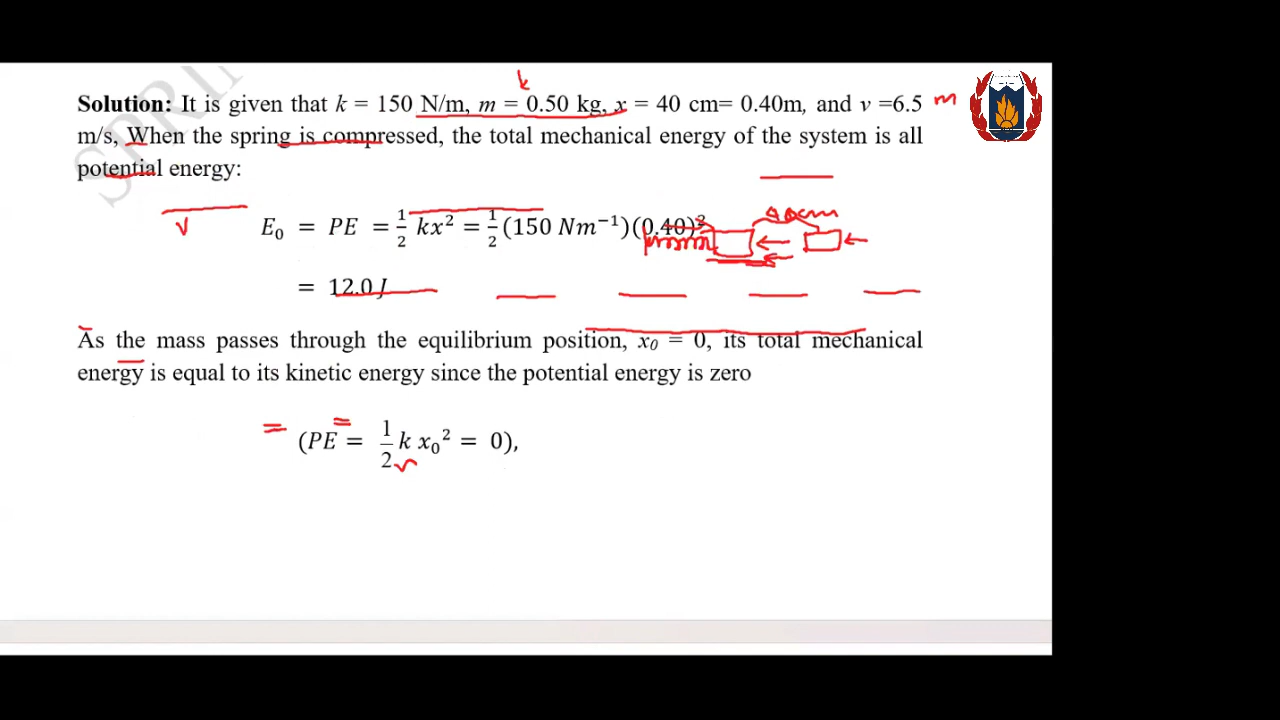 Solution: It is given that k = 150 N/m, m = 0.50 kg, x = 40 cm= 0.40m, and v =6.5
m/s, When the spring is compressed, the total mechanical energy of the system is all
potential energy:
E₀ = PE = 1/2 kx² = 1/2 (150 Nm⁻¹)(0.40)²
= 12.0 J
As the mass passes through the equilibrium position, x₀ = 0, its total mechanical
energy is equal to its kinetic energy since the potential energy is zero
(PE = 1/2 k x₀² = 0),